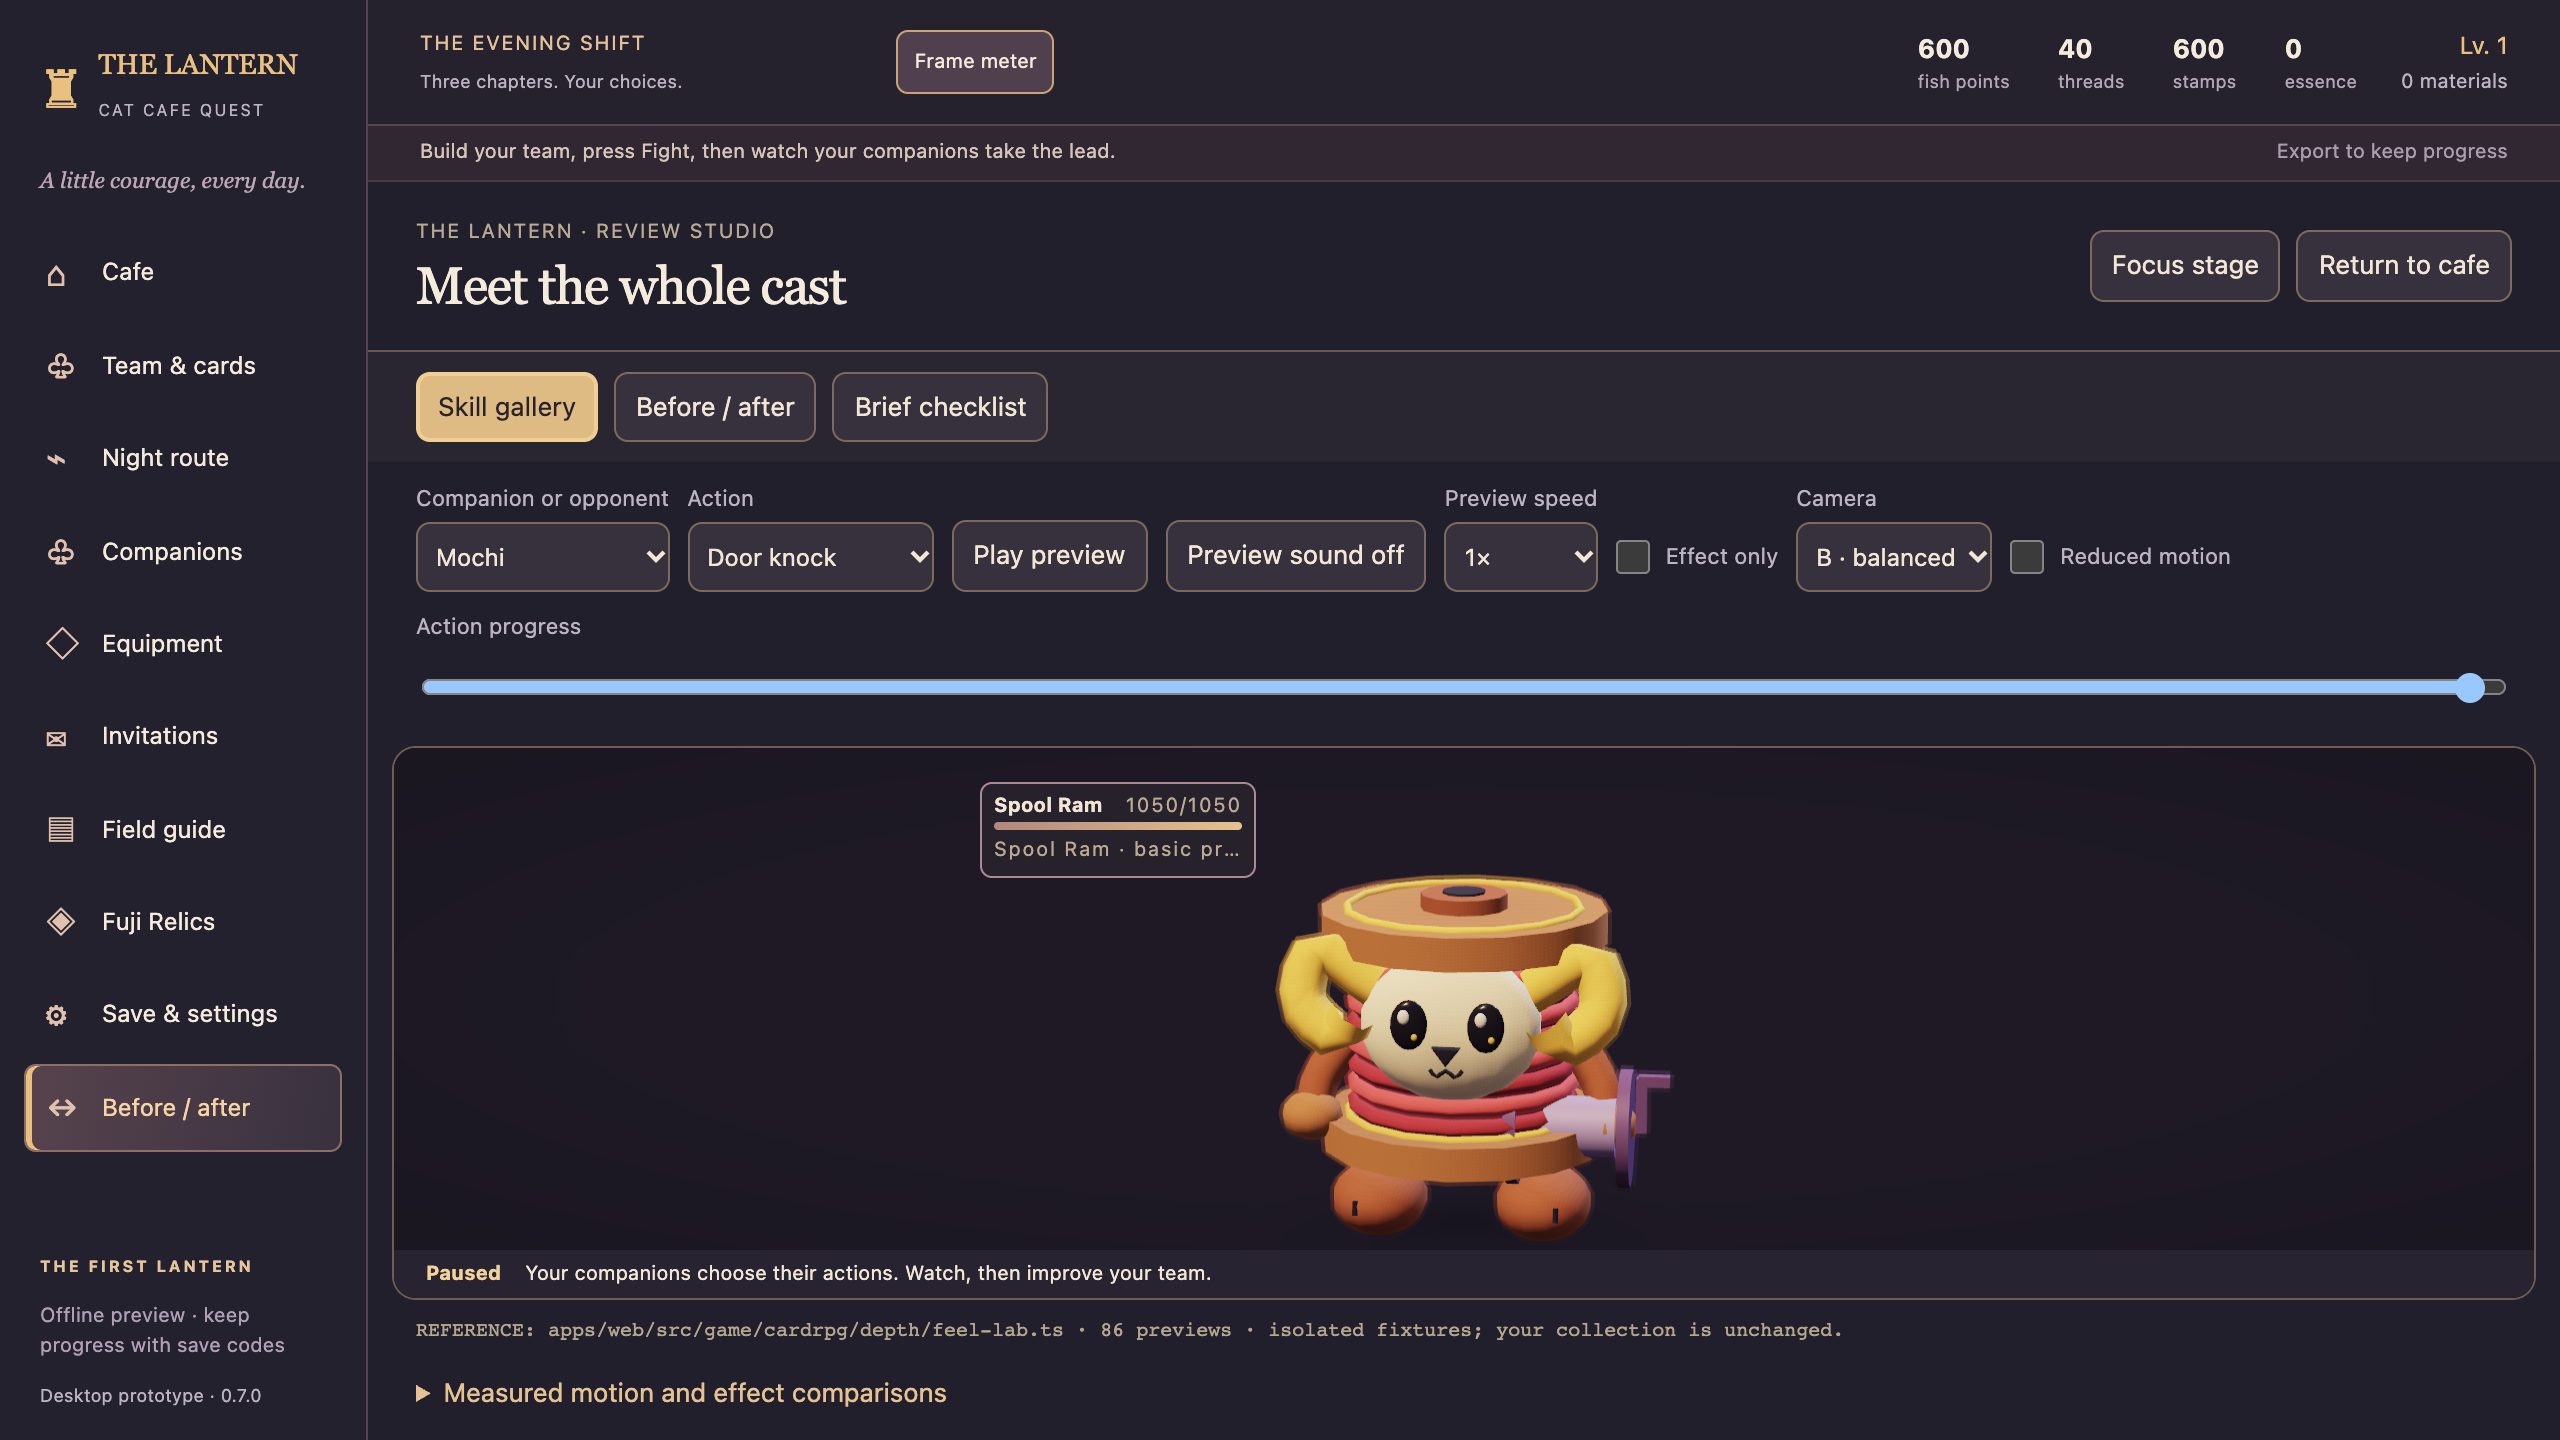 THE LANTERN
CAT CAFE QUEST
A little courage, every day.
Cafe
Team & cards
Night route
Companions
Equipment
Invitations
Field guide
Fuji Relics
Save & settings
Before / after
THE FIRST LANTERN
Offline preview · keep
progress with save codes
Desktop prototype · 0.7.0
THE EVENING SHIFT
Three chapters. Your choices.
Frame meter
600
fish points
40
threads
600
stamps
0
essence
Lv. 1
0 materials
Build your team, press Fight, then watch your companions take the lead.
Export to keep progress
THE LANTERN · REVIEW STUDIO
Meet the whole cast
Focus stage
Return to cafe
Skill gallery
Before / after
Brief checklist
Companion or opponent
Mochi
Action
Door knock
Play preview
Preview sound off
Preview speed
1×
Effect only
Camera
B · balanced
Reduced motion
Action progress
Spool Ram 1050/1050
Spool Ram · basic pr…
Paused Your companions choose their actions. Watch, then improve your team.
REFERENCE: apps/web/src/game/cardrpg/depth/feel-lab.ts · 86 previews · isolated fixtures; your collection is unchanged.
Measured motion and effect comparisons